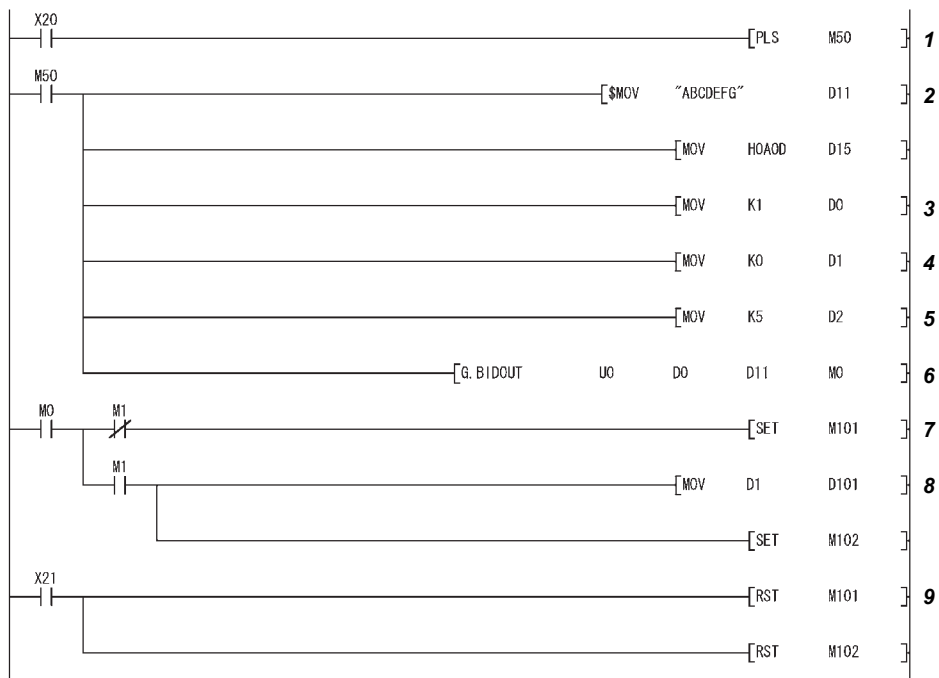 X20
[PLS M50 ] 1
M50
[$MOV "ABCDEFG" D11 ] 2
[MOV H0A0D D15 ]
[MOV K1 D0 ] 3
[MOV K0 D1 ] 4
[MOV K5 D2 ] 5
[G.BIDOUT U0 D0 D11 M0 ] 6
M0 M1
[SET M101 ] 7
M1
[MOV D1 D101 ] 8
[SET M102 ]
X21
[RST M101 ] 9
[RST M102 ]